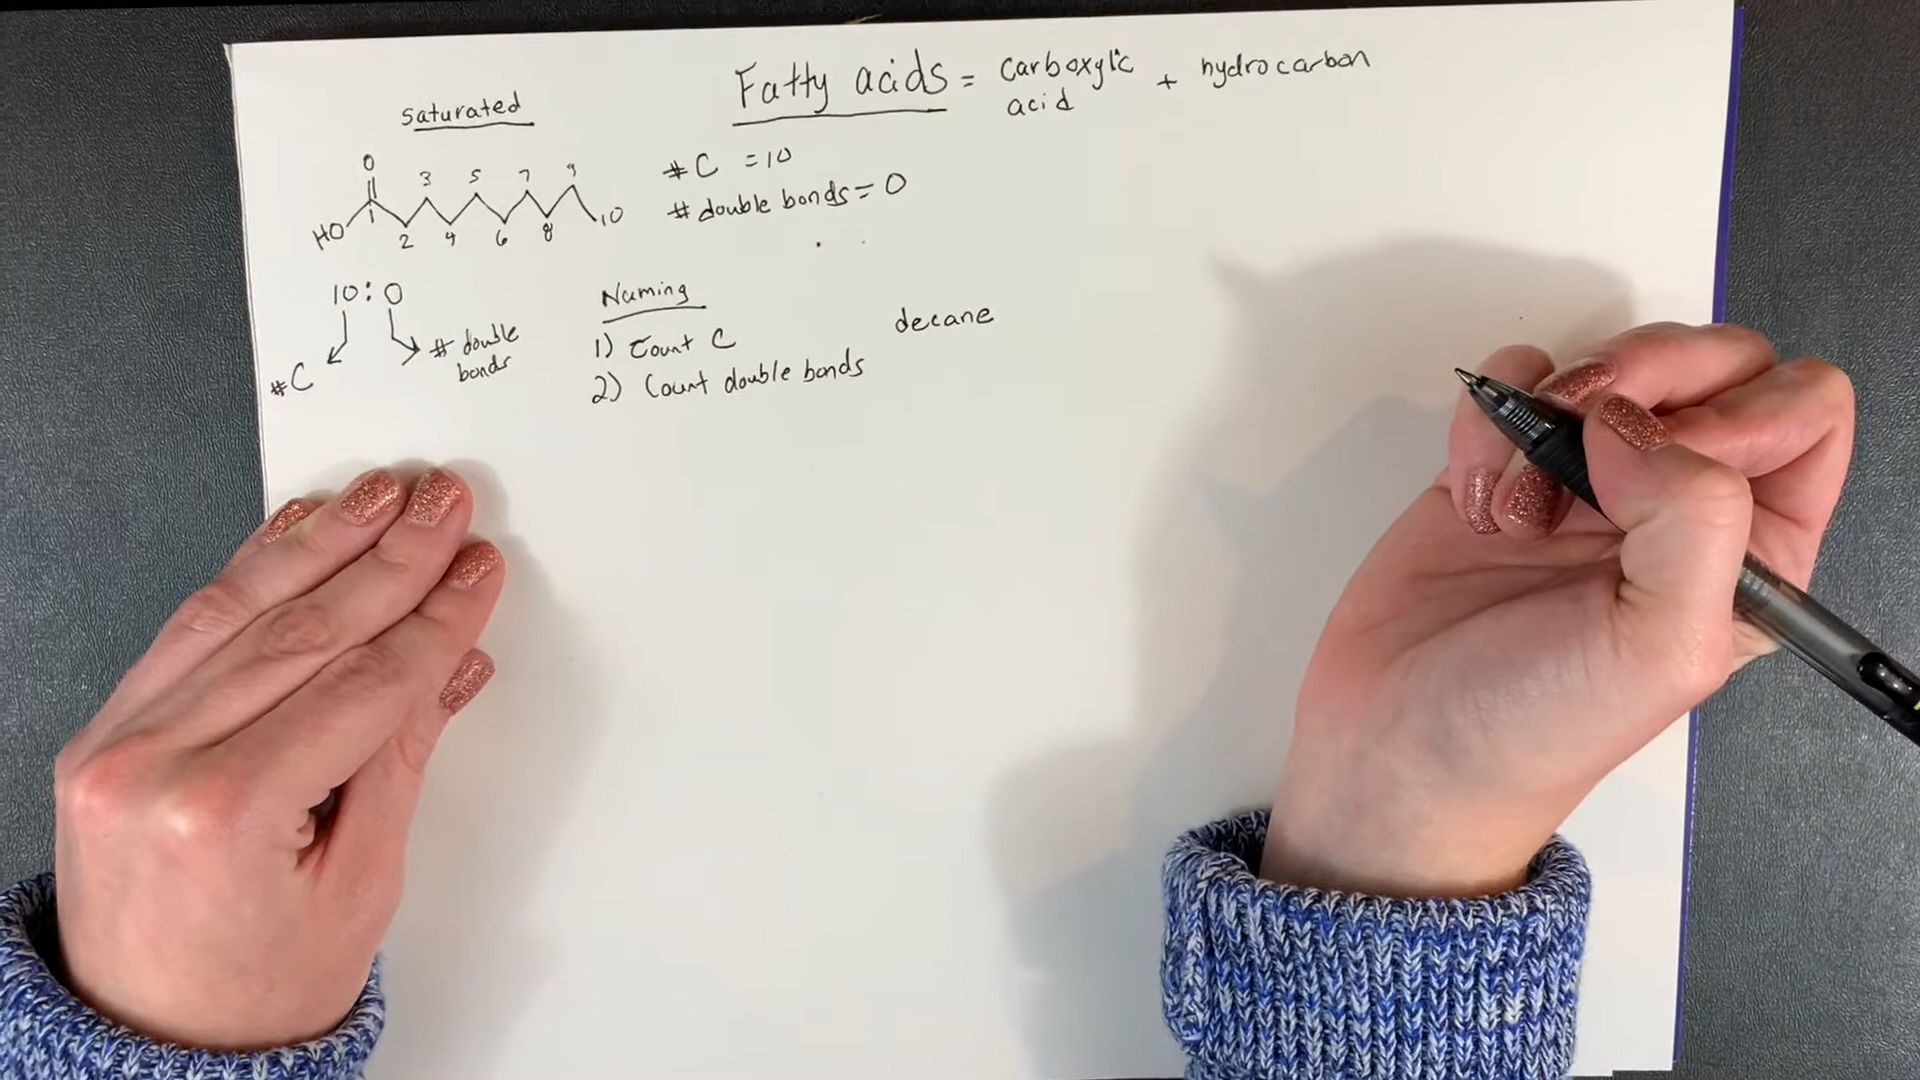 Fatty acids = carboxylic acid + hydrocarbon
Saturated
O
3 5 7 9
HO 1 10
2 4 6 8
# C = 10
# double bonds = 0
10:0
# C
# double bonds
Naming
1) Count C
2) Count double bonds
decane